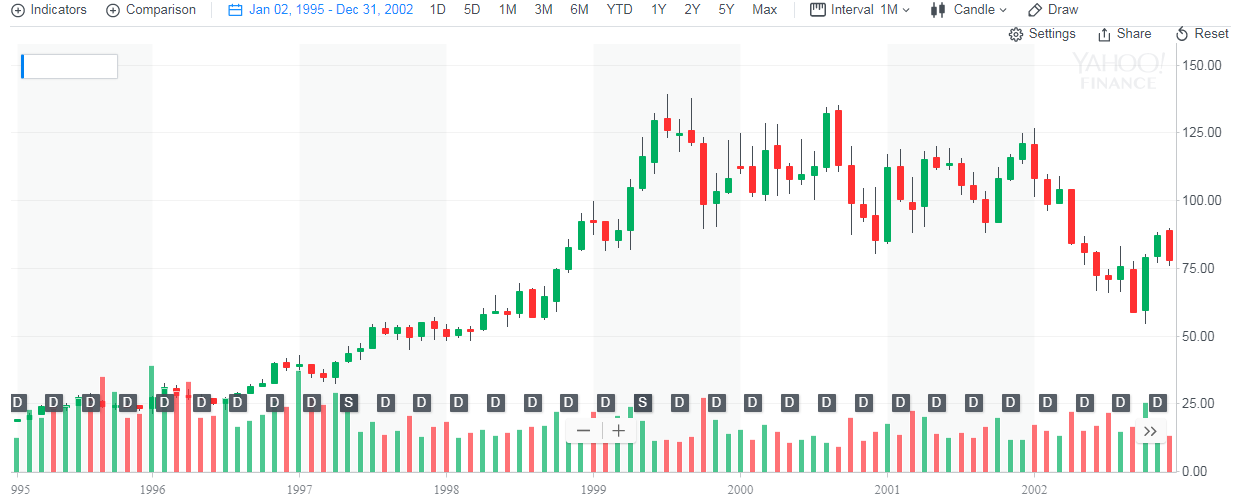 Indicators Comparison Jan 02, 1995 - Dec 31, 2002 1D 5D 1M 3M 6M YTD 1Y 2Y 5Y Max Interval 1M Candle Draw
Settings Share Reset
YAHOO!
FINANCE
150.00
125.00
100.00
75.00
50.00
25.00
D D D D D D D D D S D D D D D D D S D D D D D D D D D D D D D D
0.00
995 1996 1997 1998 1999 2000 2001 2002